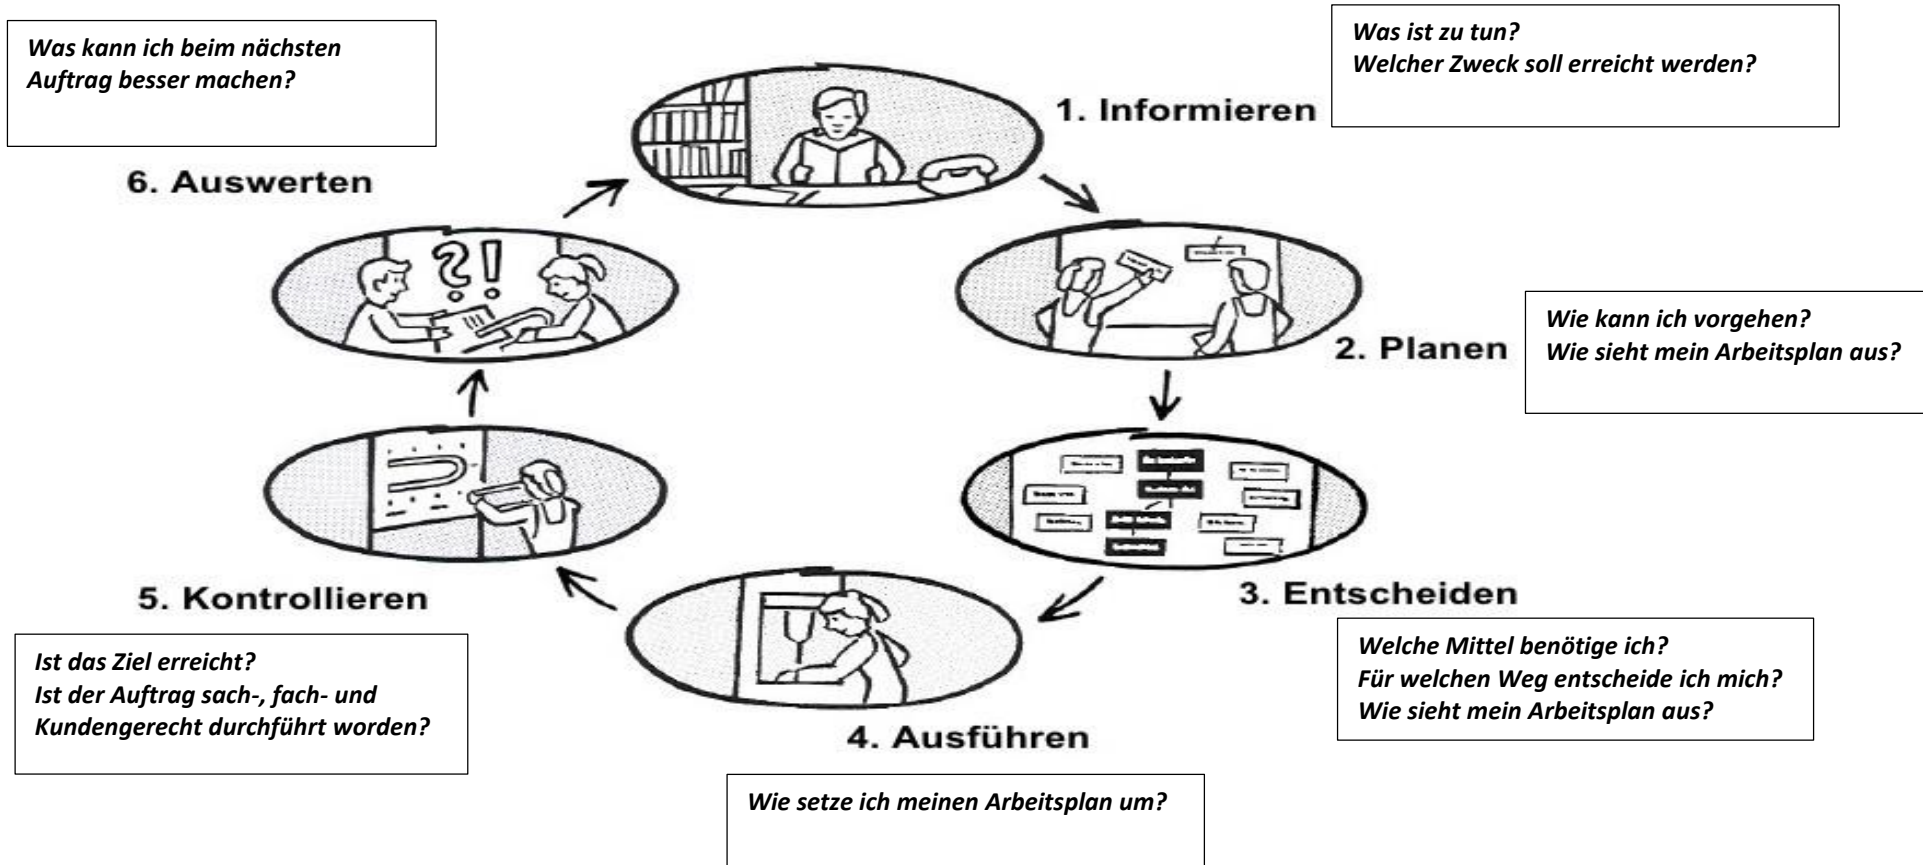 Was kann ich beim nächsten
Auftrag besser machen?
Was ist zu tun?
Welcher Zweck soll erreicht werden?
1. Informieren
6. Auswerten
?!
Wie kann ich vorgehen?
Wie sieht mein Arbeitsplan aus?
2. Planen
5. Kontrollieren
3. Entscheiden
Ist das Ziel erreicht?
Ist der Auftrag sach-, fach- und
Kundengerecht durchführt worden?
Welche Mittel benötige ich?
Für welchen Weg entscheide ich mich?
Wie sieht mein Arbeitsplan aus?
4. Ausführen
Wie setze ich meinen Arbeitsplan um?